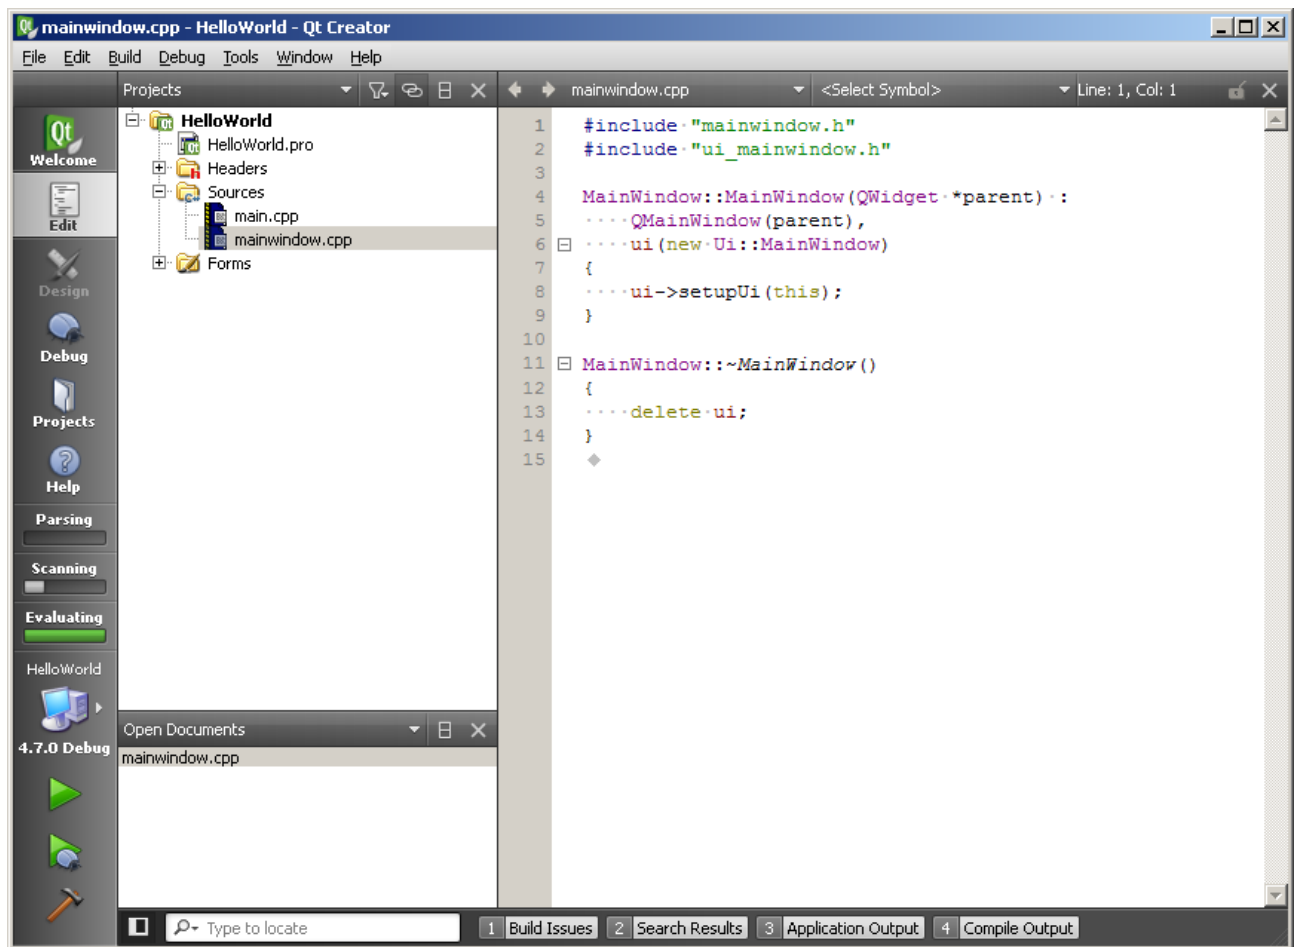 mainwindow.cpp - HelloWorld - Qt Creator
File Edit Build Debug Tools Window Help
Projects
mainwindow.cpp <Select Symbol> Line: 1, Col: 1
Qt
Welcome
Edit
Design
Debug
Projects
Help
Parsing
Scanning
Evaluating
HelloWorld
4.7.0 Debug
HelloWorld
HelloWorld.pro
Headers
Sources
main.cpp
mainwindow.cpp
Forms
Open Documents
mainwindow.cpp
1 #include "mainwindow.h"
2 #include "ui_mainwindow.h"
3
4 MainWindow::MainWindow(QWidget *parent) :
5 QMainWindow(parent),
6 ui(new Ui::MainWindow)
7 {
8 ui->setupUi(this);
9 }
10
11 MainWindow::~MainWindow()
12 {
13 delete ui;
14 }
15
Type to locate 1 Build Issues 2 Search Results 3 Application Output 4 Compile Output